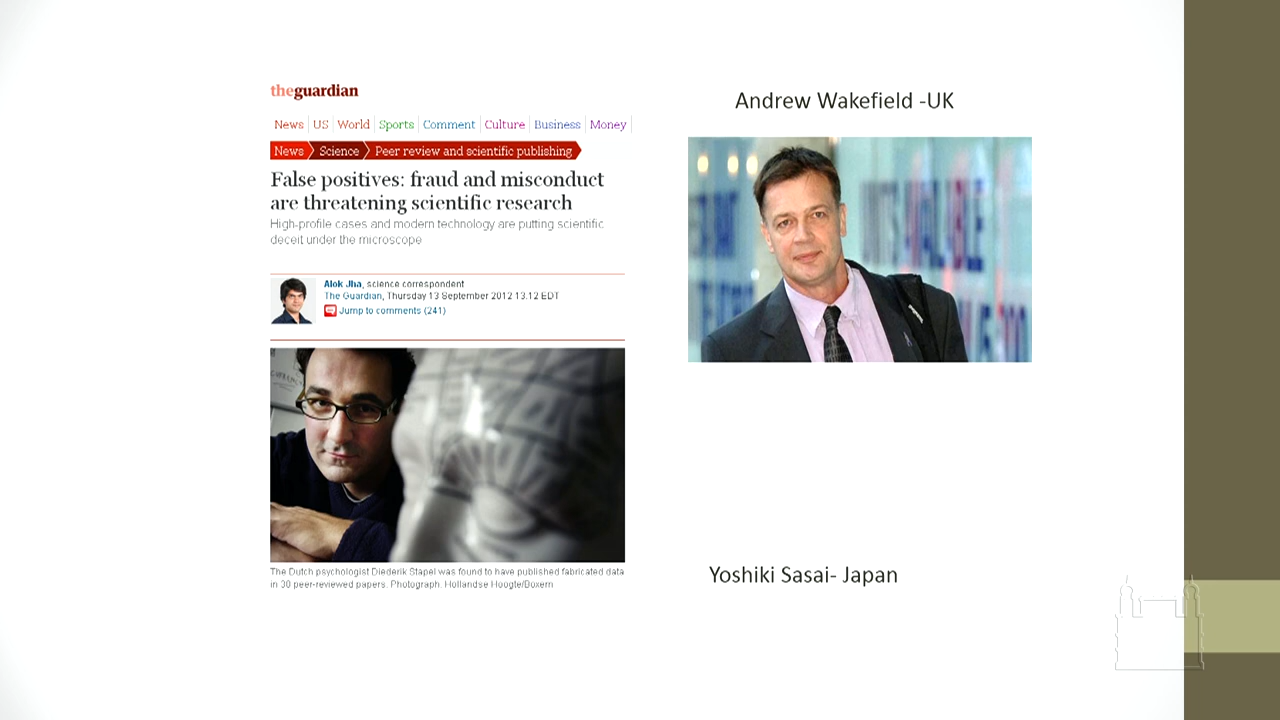 theguardian
News US World Sports Comment Culture Business Money
News Science Peer review and scientific publishing
False positives: fraud and misconduct
are threatening scientific research
High-profile cases and modern technology are putting scientific
deceit under the microscope
Alok Jha, science correspondent
The Guardian, Thursday 13 September 2012 13.12 EDT
Jump to comments (241)
The Dutch psychologist Diederik Stapel was found to have published fabricated data
in 30 peer-reviewed papers. Photograph: Hollandse Hoogte/Doxern
Andrew Wakefield -UK
Yoshiki Sasai- Japan